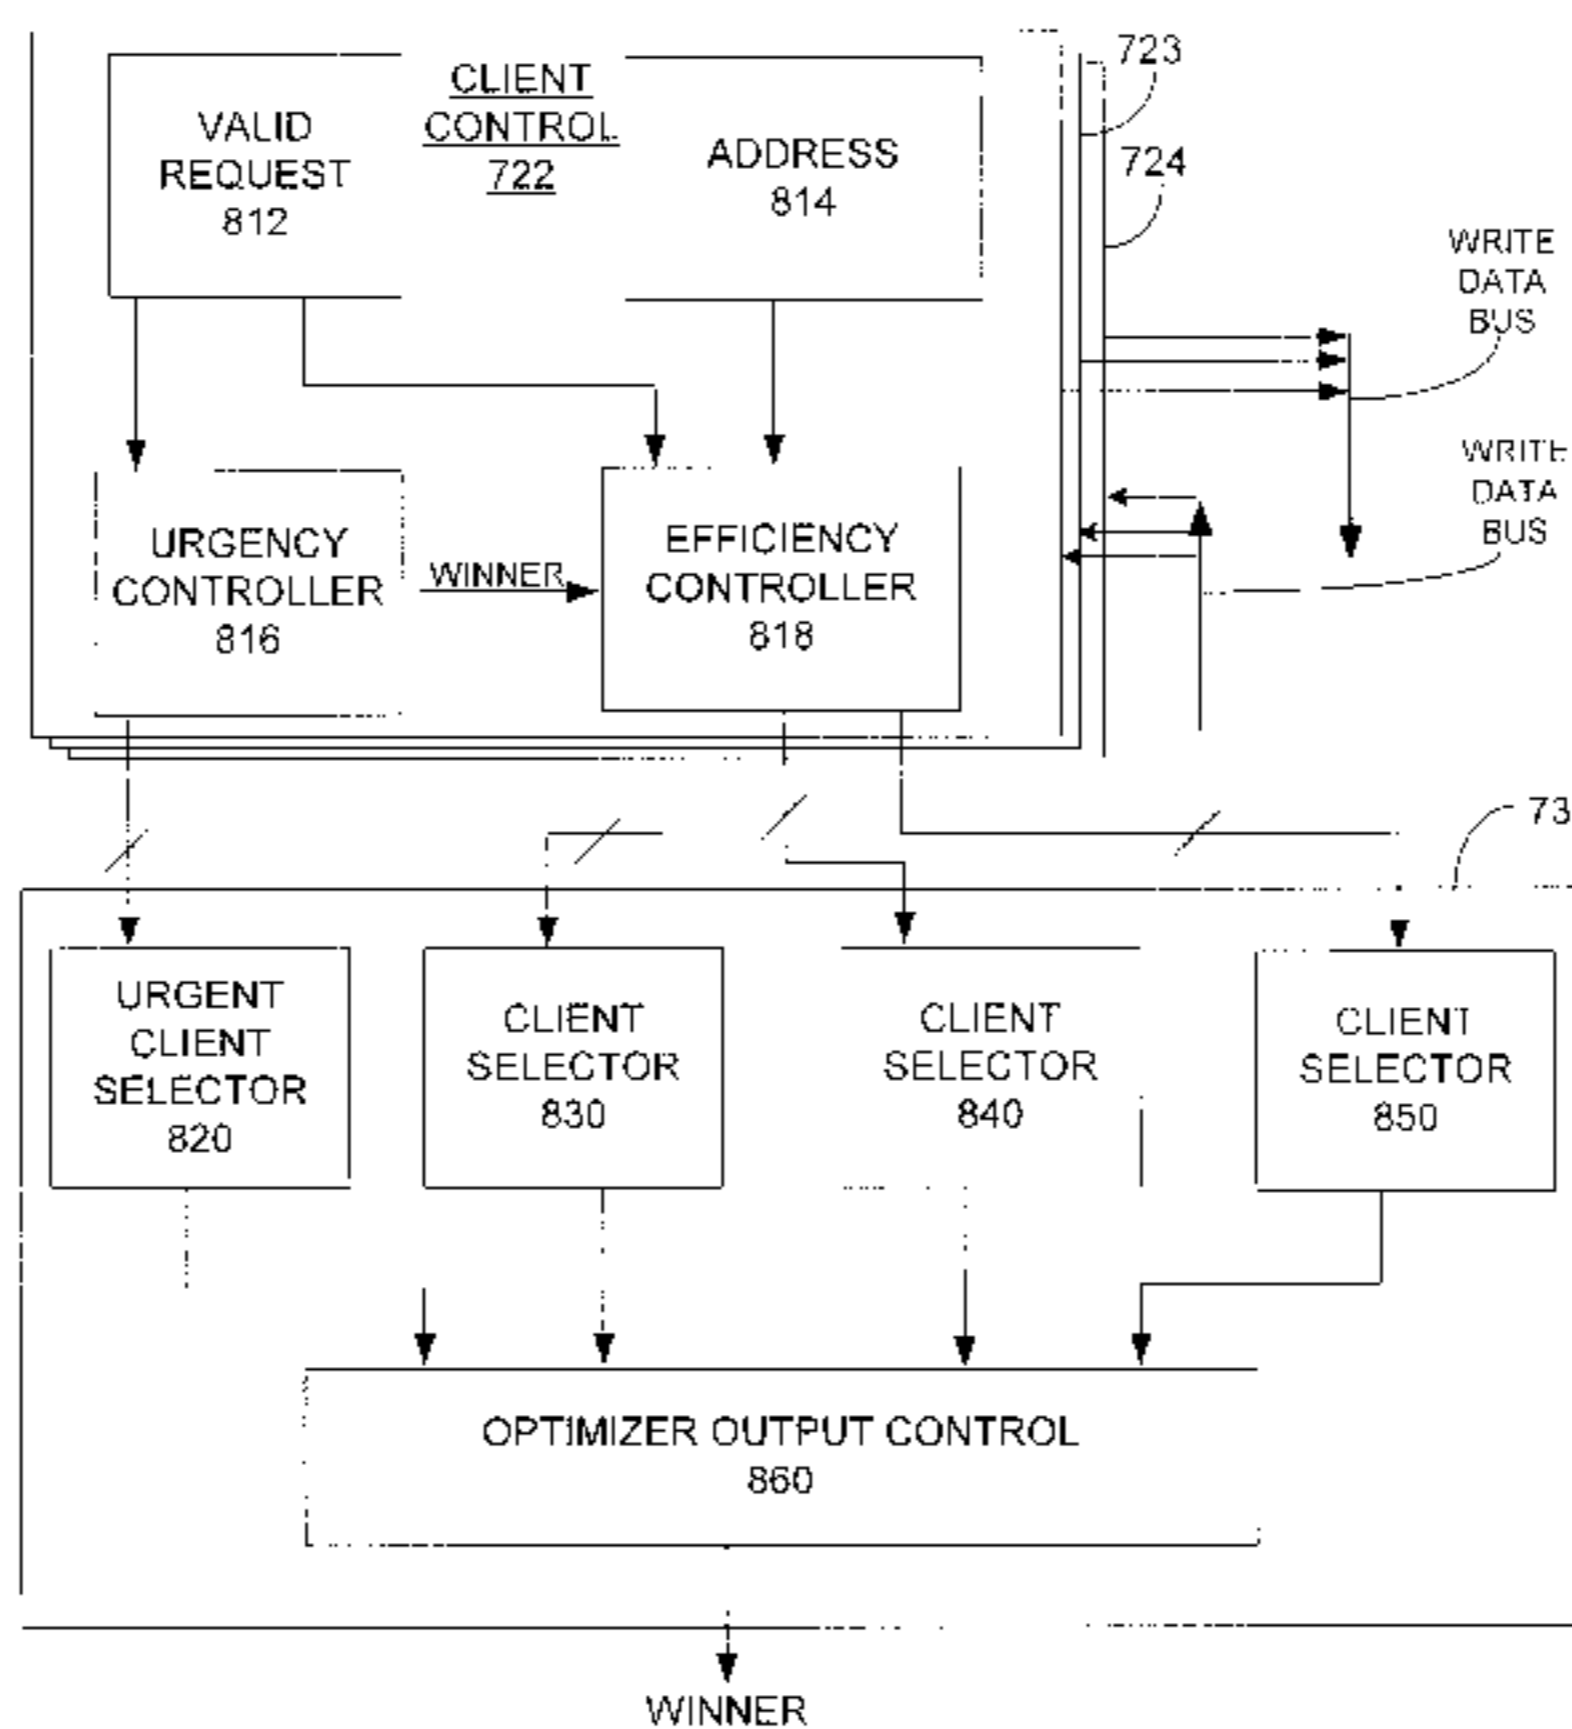 VALID
REQUEST
812
CLIENT
CONTROL
722
ADDRESS
814
723
724
WRITE
DATA
BUS
WRITE
DATA
BUS
URGENCY
CONTROLLER
816
WINNER
EFFICIENCY
CONTROLLER
818
73
URGENT
CLIENT
SELECTOR
820
CLIENT
SELECTOR
830
CLIENT
SELECTOR
840
CLIENT
SELECTOR
850
OPTIMIZER OUTPUT CONTROL
860
WINNER